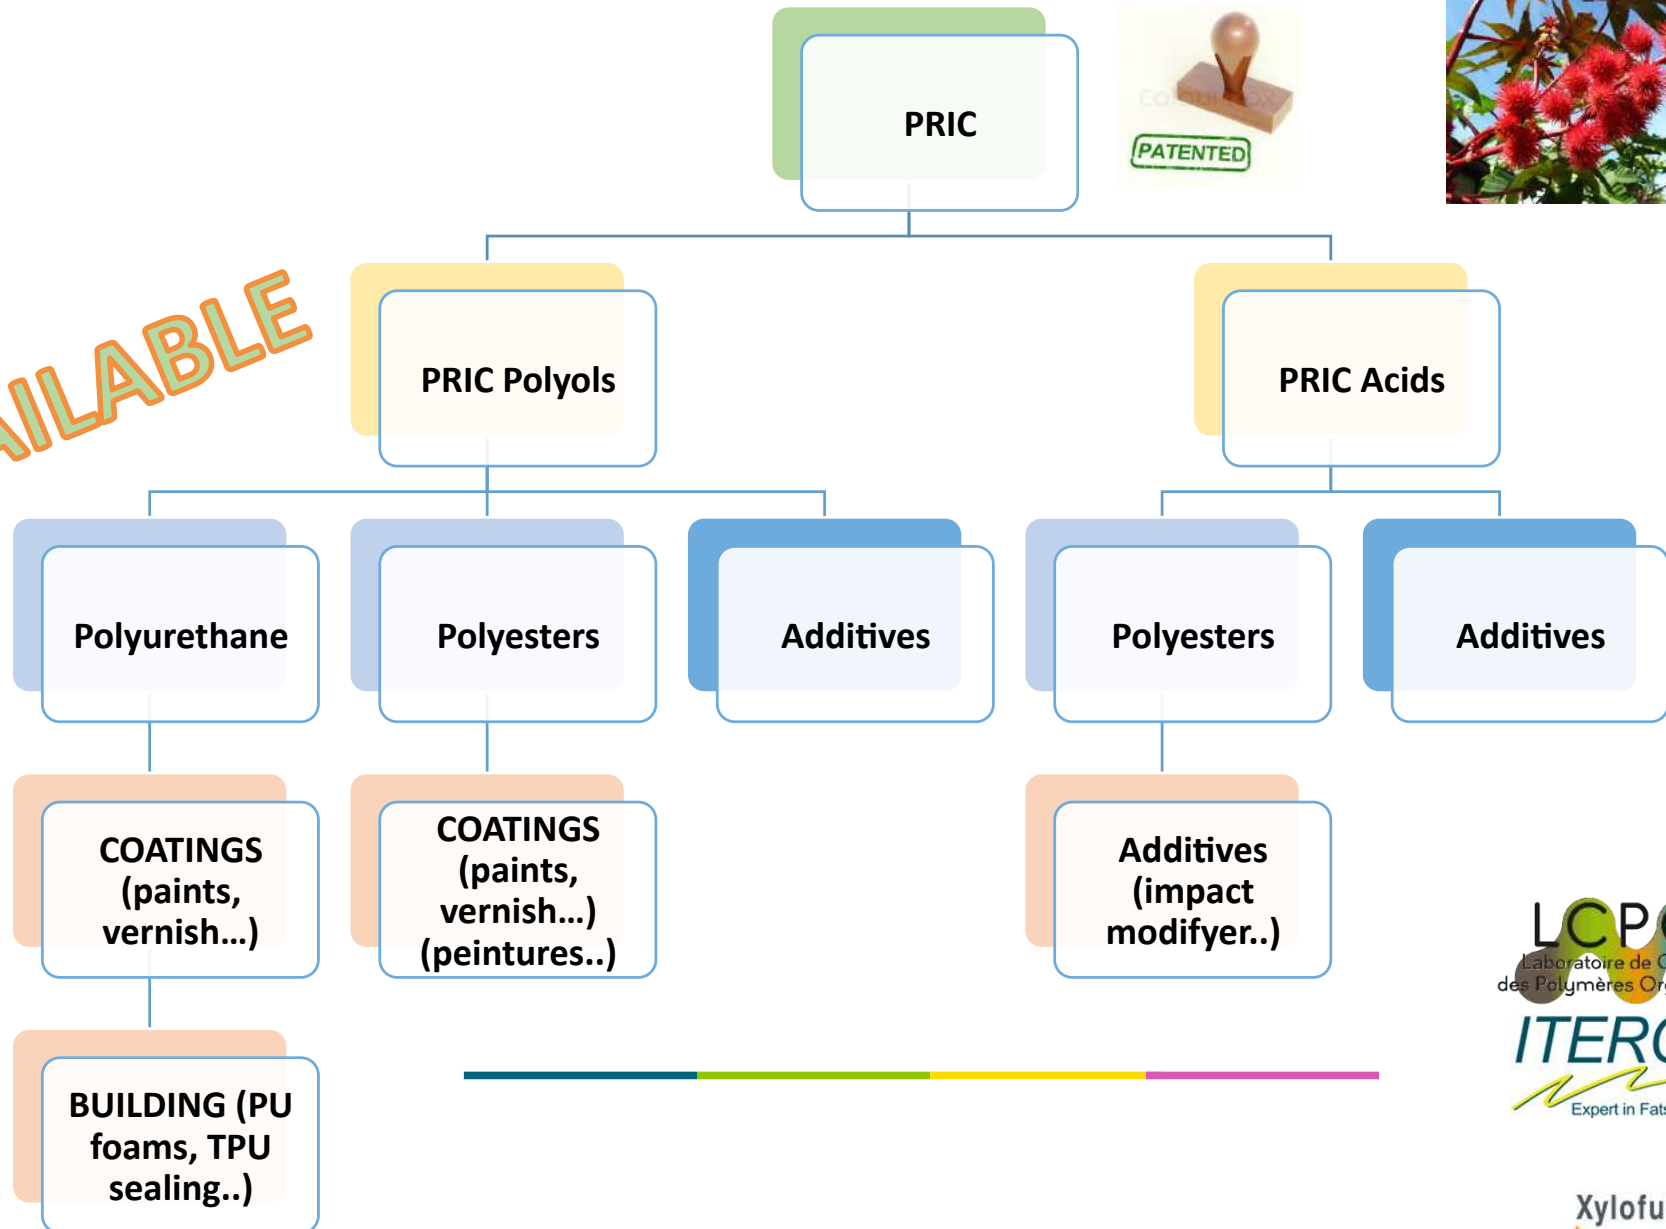 PRIC
PATENTED
AILABLE
PRIC Polyols
PRIC Acids
Polyurethane
Polyesters
Additives
Polyesters
Additives
COATINGS
(paints,
vernish...)
COATINGS
(paints,
vernish...)
(peintures..)
Additives
(impact
modifyer..)
BUILDING (PU
foams, TPU
sealing..)
LCP
Laboratoire de
des Polymères Or
ITER
Expert in Fats
Xylofu